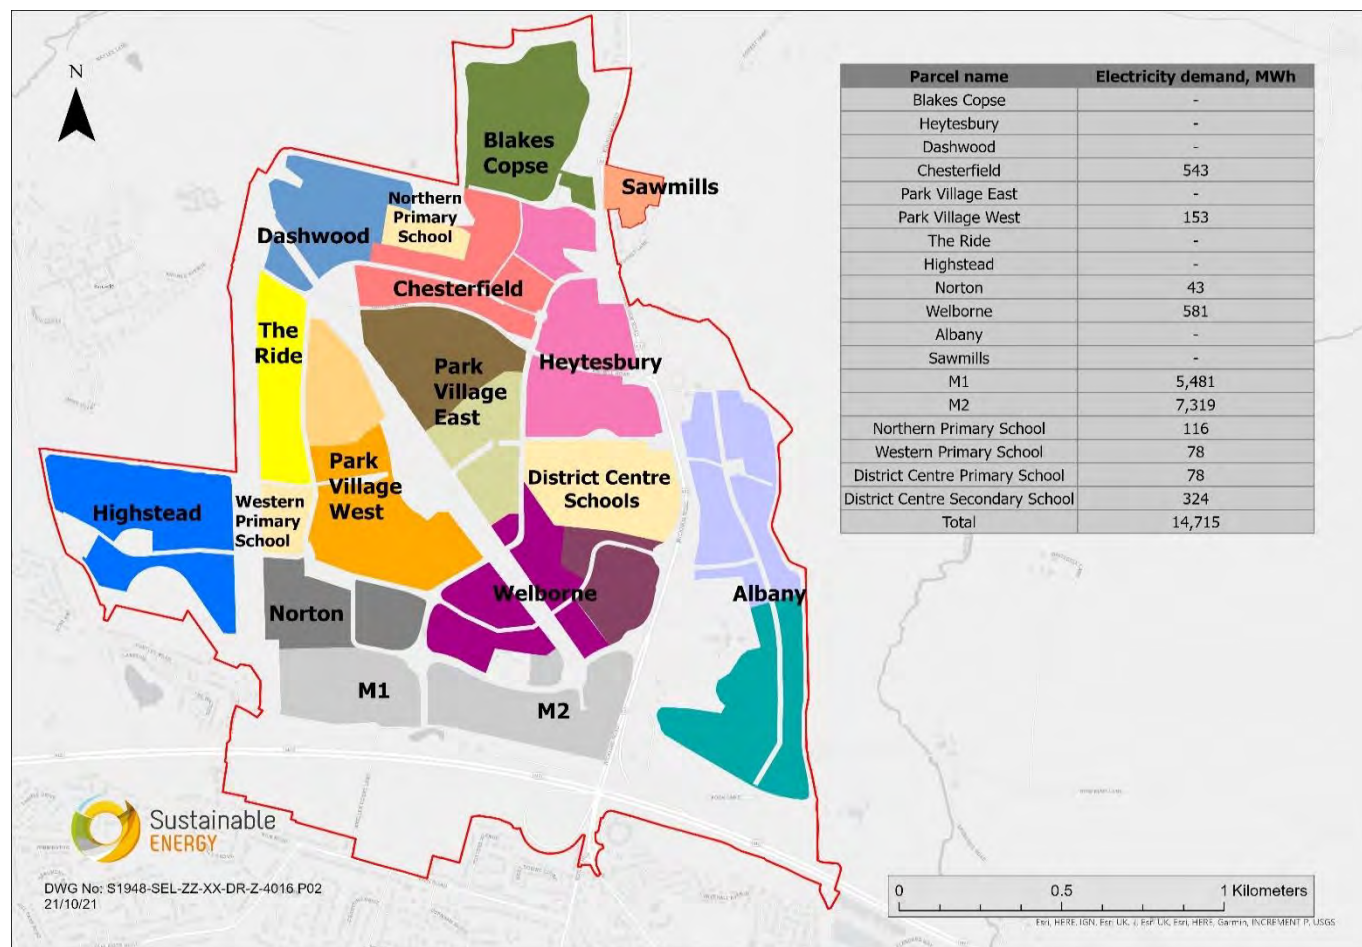 N
Blakes
Copse
Sawmills
Northern
Primary
School
Dashwood
Chesterfield
The
Ride
Park
Village
East
Heytesbury
Park
Village
West
District Centre
Schools
Highstead
Western
Primary
School
Norton
Welborne
Albany
M1
M2
Parcel name Electricity demand, MWh
Blakes Copse -
Heytesbury -
Dashwood -
Chesterfield 543
Park Village East -
Park Village West 153
The Ride -
Highstead -
Norton 43
Welborne 581
Albany -
Sawmills -
M1 5,481
M2 7,319
Northern Primary School 116
Western Primary School 78
District Centre Primary School 78
District Centre Secondary School 324
Total 14,715
Sustainable
ENERGY
DWG No: S1948-SEL-ZZ-XX-DR-Z-4016.P02
21/10/21
0 0.5 1 Kilometers
Esri, HERE, Garmin, INCREMENT P, USGS